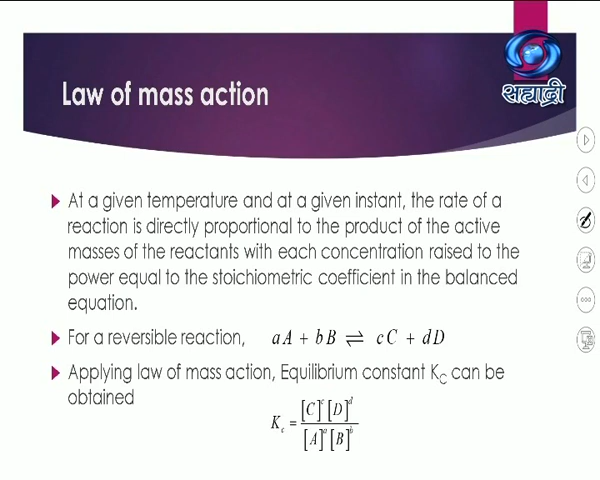 सह्याद्री
Law of mass action
At a given temperature and at a given instant, the rate of a
reaction is directly proportional to the product of the active
masses of the reactants with each concentration raised to the
power equal to the stoichiometric coefficient in the balanced
equation.
For a reversible reaction, aA + bB ⇌ cC + dD
Applying law of mass action, Equilibrium constant K_C can be
obtained
K_c = [C]^c [D]^d / [A]^a [B]^b